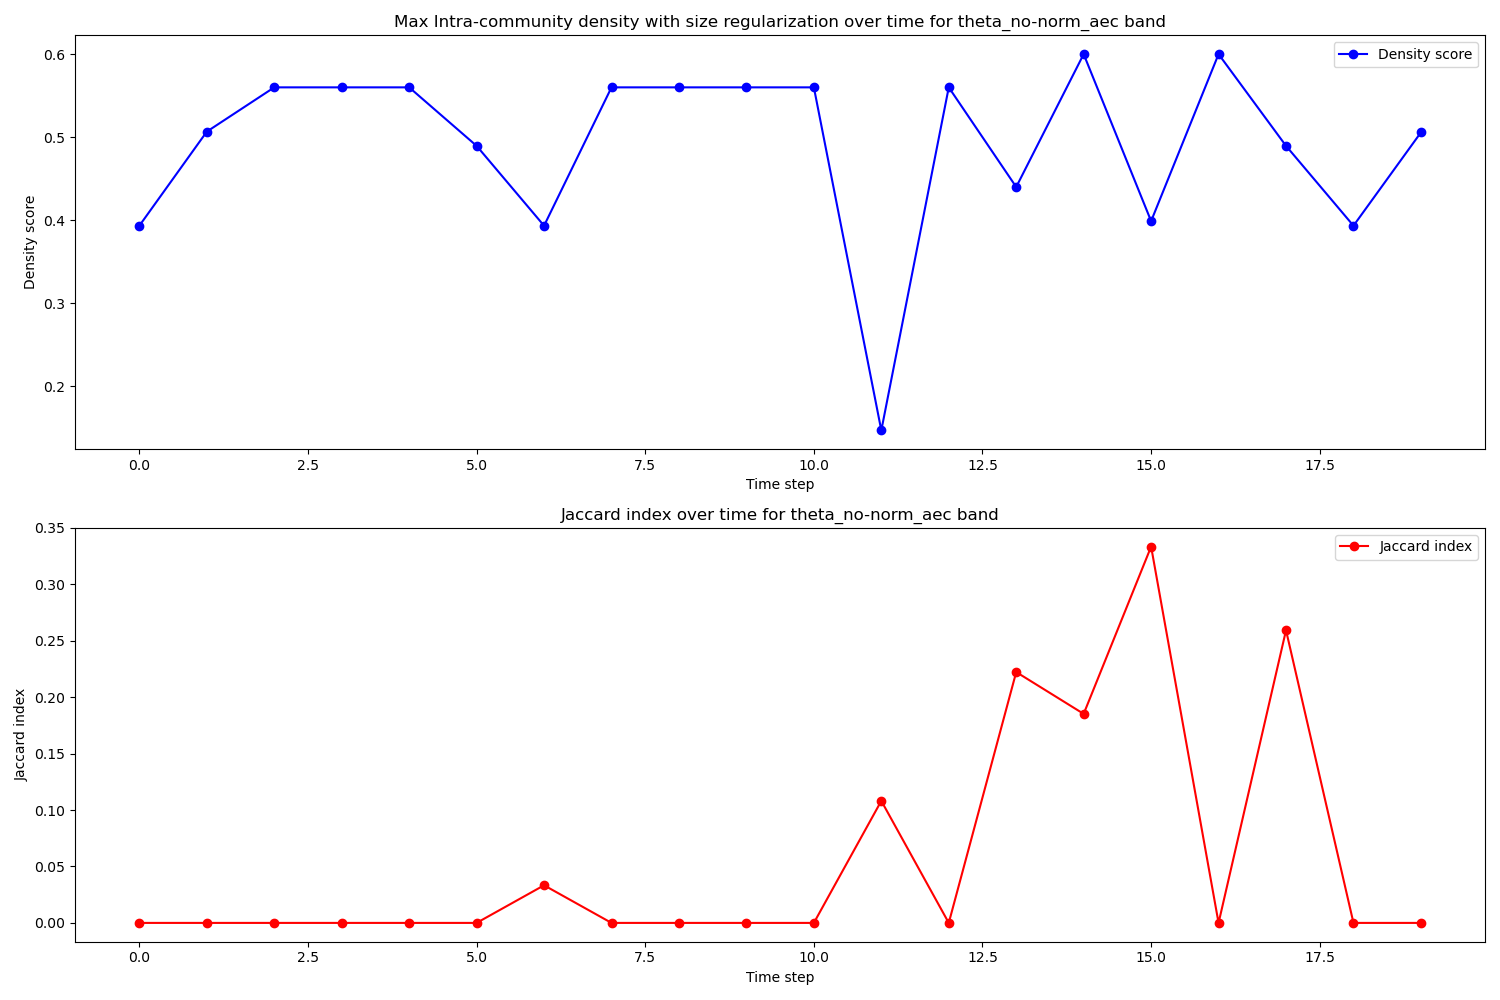 Max Intra-community density with size regularization over time for theta_no-norm_aec band
Density score
0.6
0.5
0.4
0.3
0.2
Density score
0.0 2.5 5.0 7.5 10.0 12.5 15.0 17.5
Time step
Jaccard index over time for theta_no-norm_aec band
Jaccard index
0.35
0.30
0.25
0.20
0.15
0.10
0.05
0.00
Jaccard index
0.0 2.5 5.0 7.5 10.0 12.5 15.0 17.5
Time step